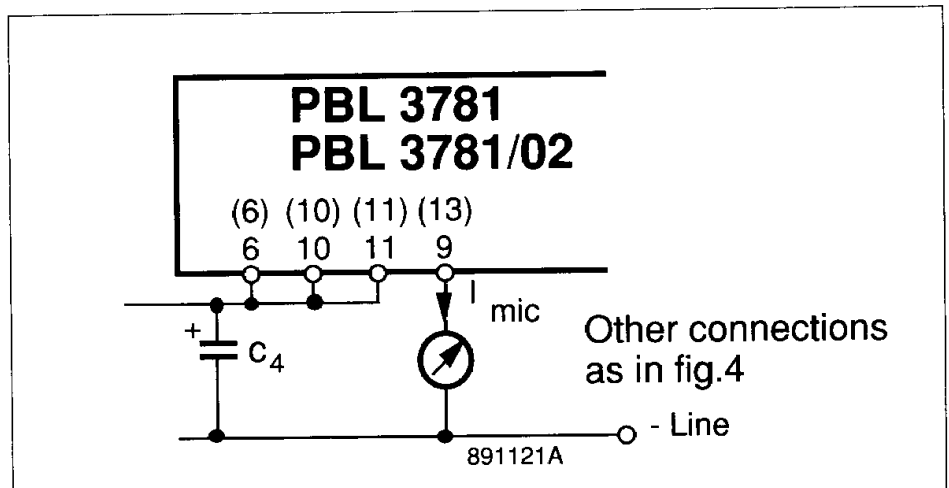 PBL 3781
PBL 3781/02
(6) (10) (11) (13)
6 10 11 9
I mic
+ C4
Other connections
as in fig.4
- Line
891121A